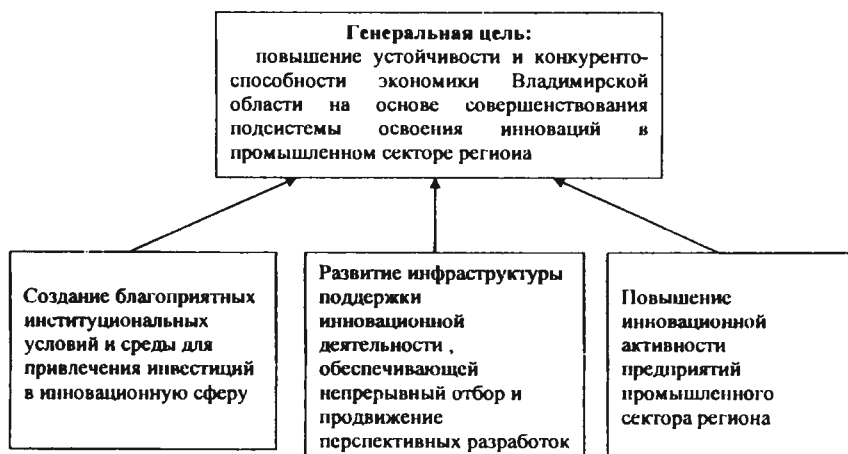 Генеральная цель:
повышение устойчивости и конкуренто-
способности экономики Владимирской
области на основе совершенствования
подсистемы освоения инноваций в
промышленном секторе региона
Создание благоприятных
институциональных
условий и среды для
привлечения инвестиций
в инновационную сферу
Развитие инфраструктуры
поддержки
инновационной
деятельности ,
обеспечивающей
непрерывный отбор и
продвижение
перспективных разработок
Повышение
инновационной
активности
предприятий
промышленного
сектора региона